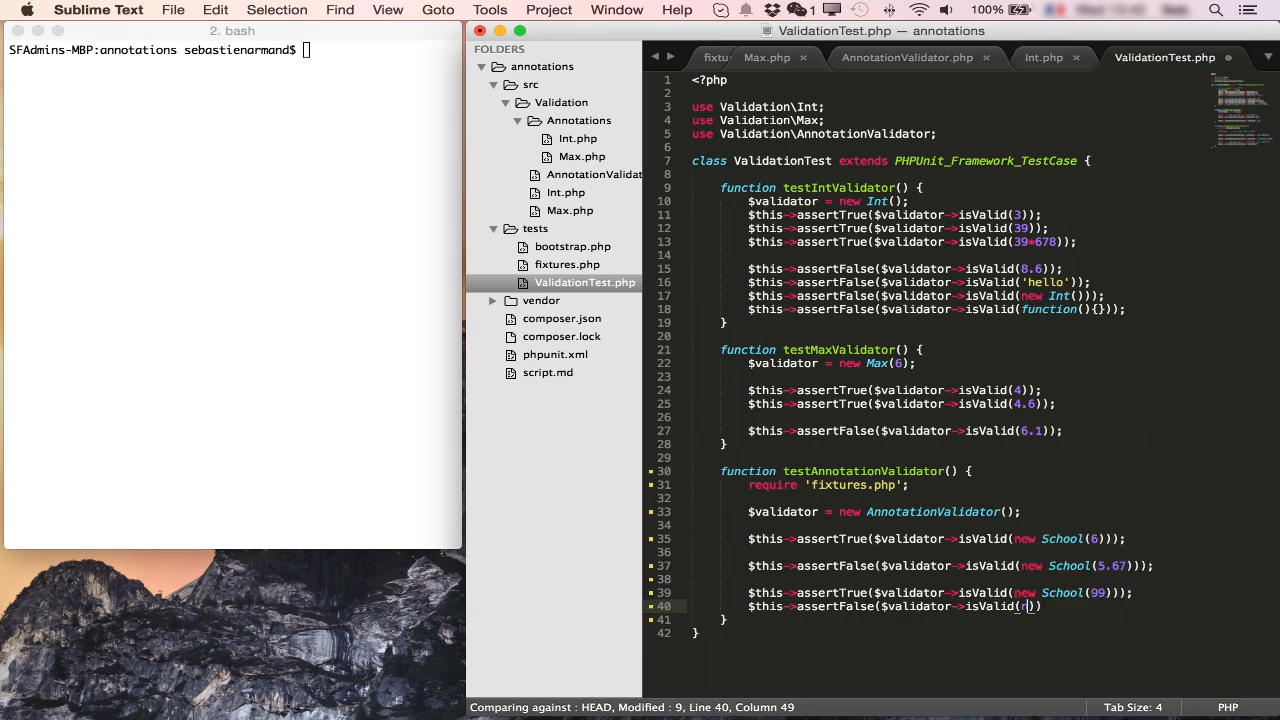 Sublime Text File Edit Selection Find View Goto Tools Project Window Help 1 100%
2. bash
SFAdmins-MBP:annotations sebastienarmand$
ValidationTest.php — annotations
FOLDERS
annotations
src
Validation
Annotations
Int.php
Max.php
AnnotationValidat
Int.php
Max.php
tests
bootstrap.php
fixtures.php
ValidationTest.php
vendor
composer.json
composer.lock
phpunit.xml
script.md
fixtu Max.php × AnnotationValidator.php × Int.php × ValidationTest.php
1 <?php
2
3 use Validation\Int;
4 use Validation\Max;
5 use Validation\AnnotationValidator;
6
7 class ValidationTest extends PHPUnit_Framework_TestCase {
8
9 function testIntValidator() {
10 $validator = new Int();
11 $this->assertTrue($validator->isValid(3));
12 $this->assertTrue($validator->isValid(39));
13 $this->assertTrue($validator->isValid(39*678));
14
15 $this->assertFalse($validator->isValid(8.6));
16 $this->assertFalse($validator->isValid('hello'));
17 $this->assertFalse($validator->isValid(new Int()));
18 $this->assertFalse($validator->isValid(function(){}));
19 }
20
21 function testMaxValidator() {
22 $validator = new Max(6);
23
24 $this->assertTrue($validator->isValid(4));
25 $this->assertTrue($validator->isValid(4.6));
26
27 $this->assertFalse($validator->isValid(6.1));
28 }
29
30 function testAnnotationValidator() {
31 require 'fixtures.php';
32
33 $validator = new AnnotationValidator();
34
35 $this->assertTrue($validator->isValid(new School(6)));
36
37 $this->assertFalse($validator->isValid(new School(5.67)));
38
39 $this->assertTrue($validator->isValid(new School(99)));
40 $this->assertFalse($validator->isValid(n))
41 }
42 }
Comparing against : HEAD, Modified : 9, Line 40, Column 49 Tab Size: 4 PHP